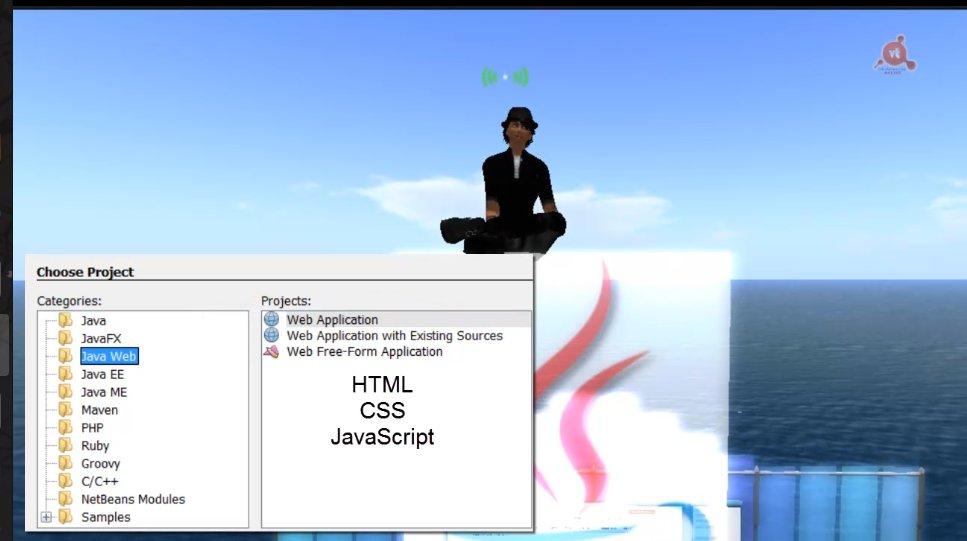 vt
Choose Project
Categories:
Java
JavaFX
Java Web
Java EE
Java ME
Maven
PHP
Ruby
Groovy
C/C++
NetBeans Modules
Samples
Projects:
Web Application
Web Application with Existing Sources
Web Free-Form Application
HTML
CSS
JavaScript